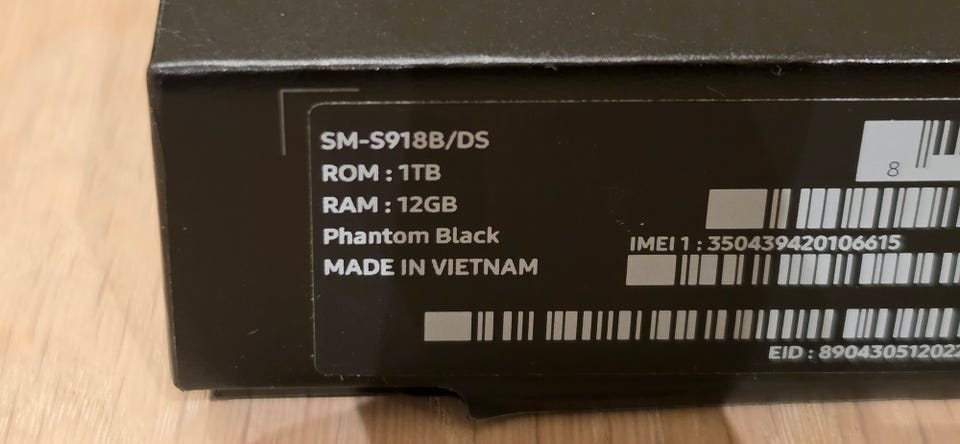 SM-S918B/DS
ROM : 1TB
RAM : 12GB
Phantom Black
MADE IN VIETNAM
8
IMEI 1 : 350439420106615
EID : 890430512022